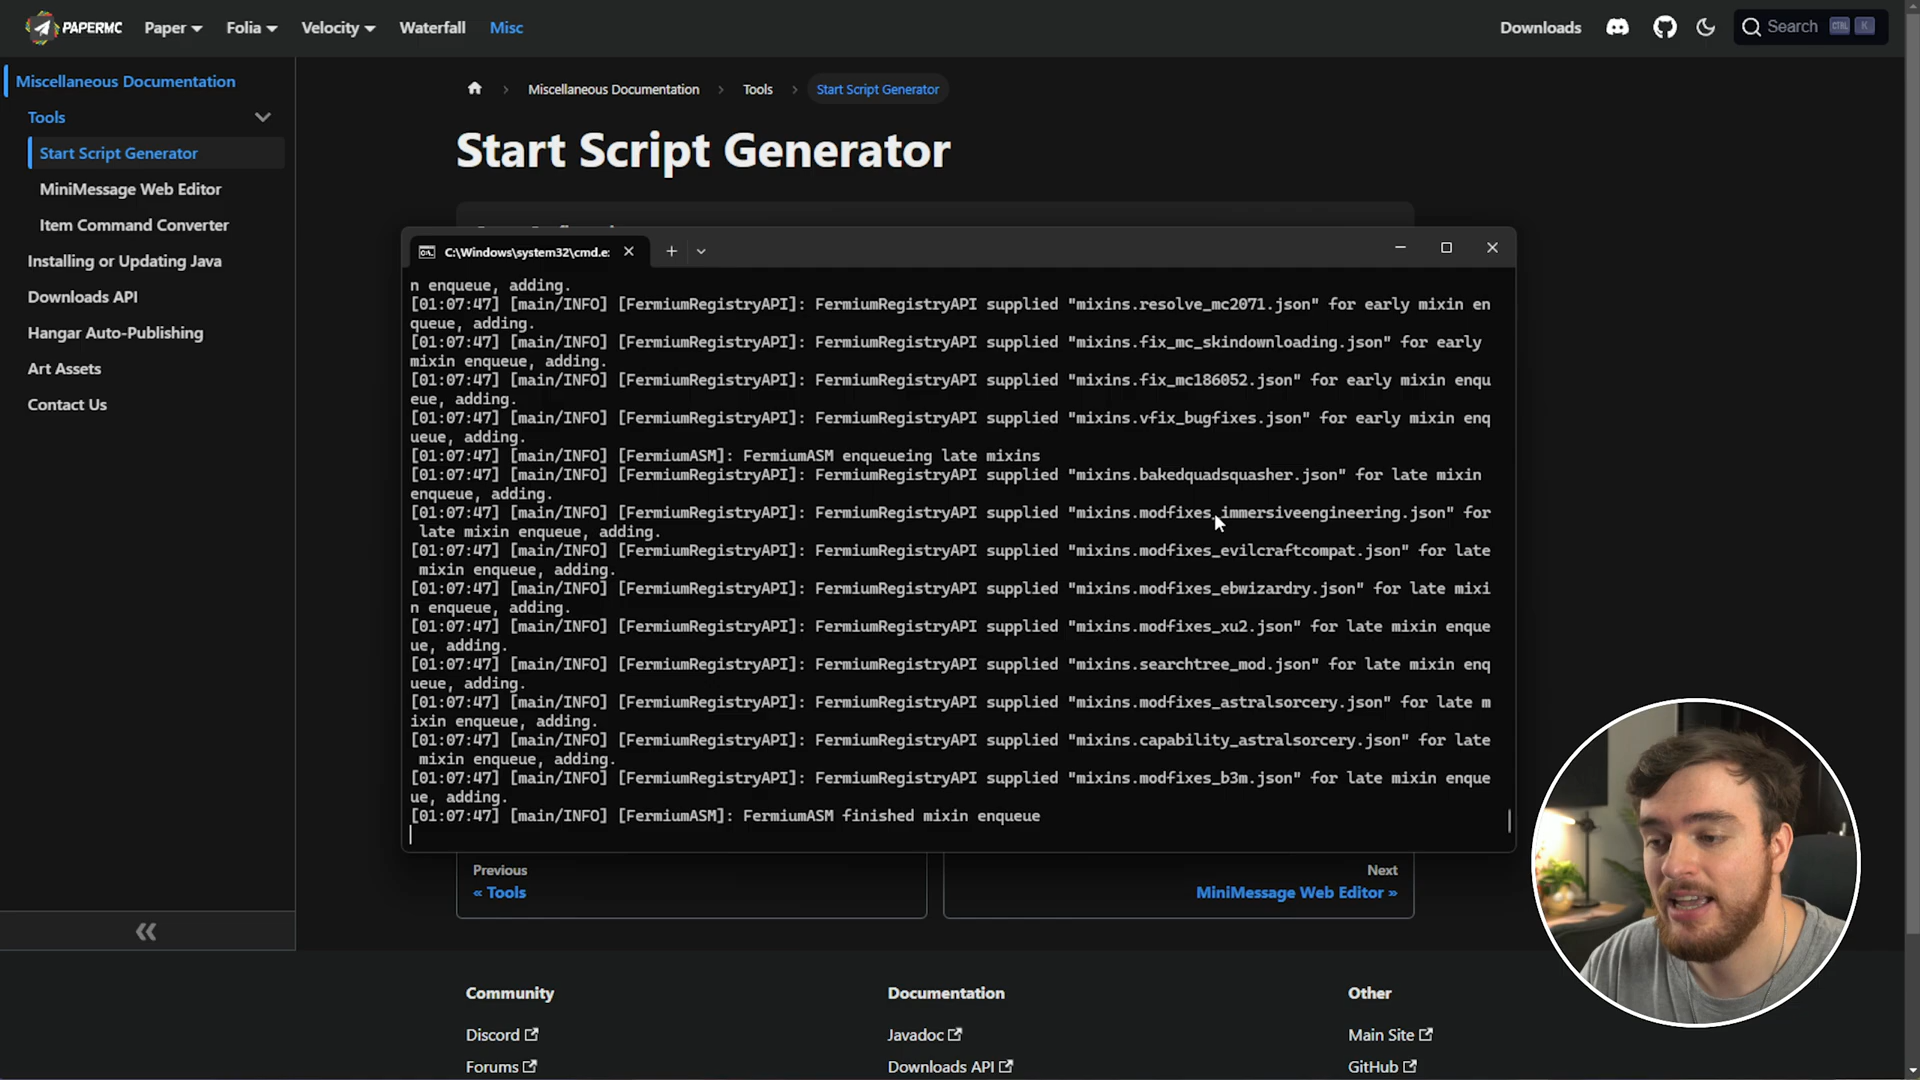 PAPERMC
Paper
Folia
Velocity
Waterfall
Misc
Downloads
Search CTRL K
Miscellaneous Documentation
Tools
Start Script Generator
MiniMessage Web Editor
Item Command Converter
Installing or Updating Java
Downloads API
Hangar Auto-Publishing
Art Assets
Contact Us
Miscellaneous Documentation
Tools
Start Script Generator
Start Script Generator
C:\Windows\system32\cmd.e:
n enqueue, adding.
[01:07:47] [main/INFO] [FermiumRegistryAPI]: FermiumRegistryAPI supplied "mixins.resolve_mc2071.json" for early mixin en
queue, adding.
[01:07:47] [main/INFO] [FermiumRegistryAPI]: FermiumRegistryAPI supplied "mixins.fix_mc_skindownloading.json" for early
mixin enqueue, adding.
[01:07:47] [main/INFO] [FermiumRegistryAPI]: FermiumRegistryAPI supplied "mixins.fix_mc186052.json" for early mixin enqu
eue, adding.
[01:07:47] [main/INFO] [FermiumRegistryAPI]: FermiumRegistryAPI supplied "mixins.vfix_bugfixes.json" for early mixin enq
ueue, adding.
[01:07:47] [main/INFO] [FermiumASM]: FermiumASM enqueueing late mixins
[01:07:47] [main/INFO] [FermiumRegistryAPI]: FermiumRegistryAPI supplied "mixins.bakedquadsquasher.json" for late mixin
enqueue, adding.
[01:07:47] [main/INFO] [FermiumRegistryAPI]: FermiumRegistryAPI supplied "mixins.modfixes_immersiveengineering.json" for
late mixin enqueue, adding.
[01:07:47] [main/INFO] [FermiumRegistryAPI]: FermiumRegistryAPI supplied "mixins.modfixes_evilcraftcompat.json" for late
mixin enqueue, adding.
[01:07:47] [main/INFO] [FermiumRegistryAPI]: FermiumRegistryAPI supplied "mixins.modfixes_ebwizardry.json" for late mixi
n enqueue, adding.
[01:07:47] [main/INFO] [FermiumRegistryAPI]: FermiumRegistryAPI supplied "mixins.modfixes_xu2.json" for late mixin enque
ue, adding.
[01:07:47] [main/INFO] [FermiumRegistryAPI]: FermiumRegistryAPI supplied "mixins.searchtree_mod.json" for late mixin enq
ueue, adding.
[01:07:47] [main/INFO] [FermiumRegistryAPI]: FermiumRegistryAPI supplied "mixins.modfixes_astralsorcery.json" for late m
ixin enqueue, adding.
[01:07:47] [main/INFO] [FermiumRegistryAPI]: FermiumRegistryAPI supplied "mixins.capability_astralsorcery.json" for late
mixin enqueue, adding.
[01:07:47] [main/INFO] [FermiumRegistryAPI]: FermiumRegistryAPI supplied "mixins.modfixes_b3m.json" for late mixin enque
ue, adding.
[01:07:47] [main/INFO] [FermiumASM]: FermiumASM finished mixin enqueue
Previous
« Tools
Next
MiniMessage Web Editor »
Community
Discord
Forums
Documentation
Javadoc
Downloads API
Other
Main Site
GitHub